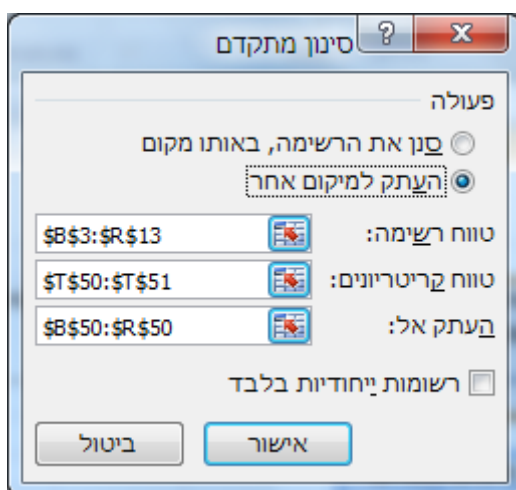 סינון מתקדם
פעולה
סנן את הרשימה, באותו מקום
העתק למיקום אחר
טווח רשימה: $B$3:$R$13
טווח קריטריונים: $T$50:$T$51
העתק אל: $B$50:$R$50
רשומות ייחודיות בלבד
אישור ביטול